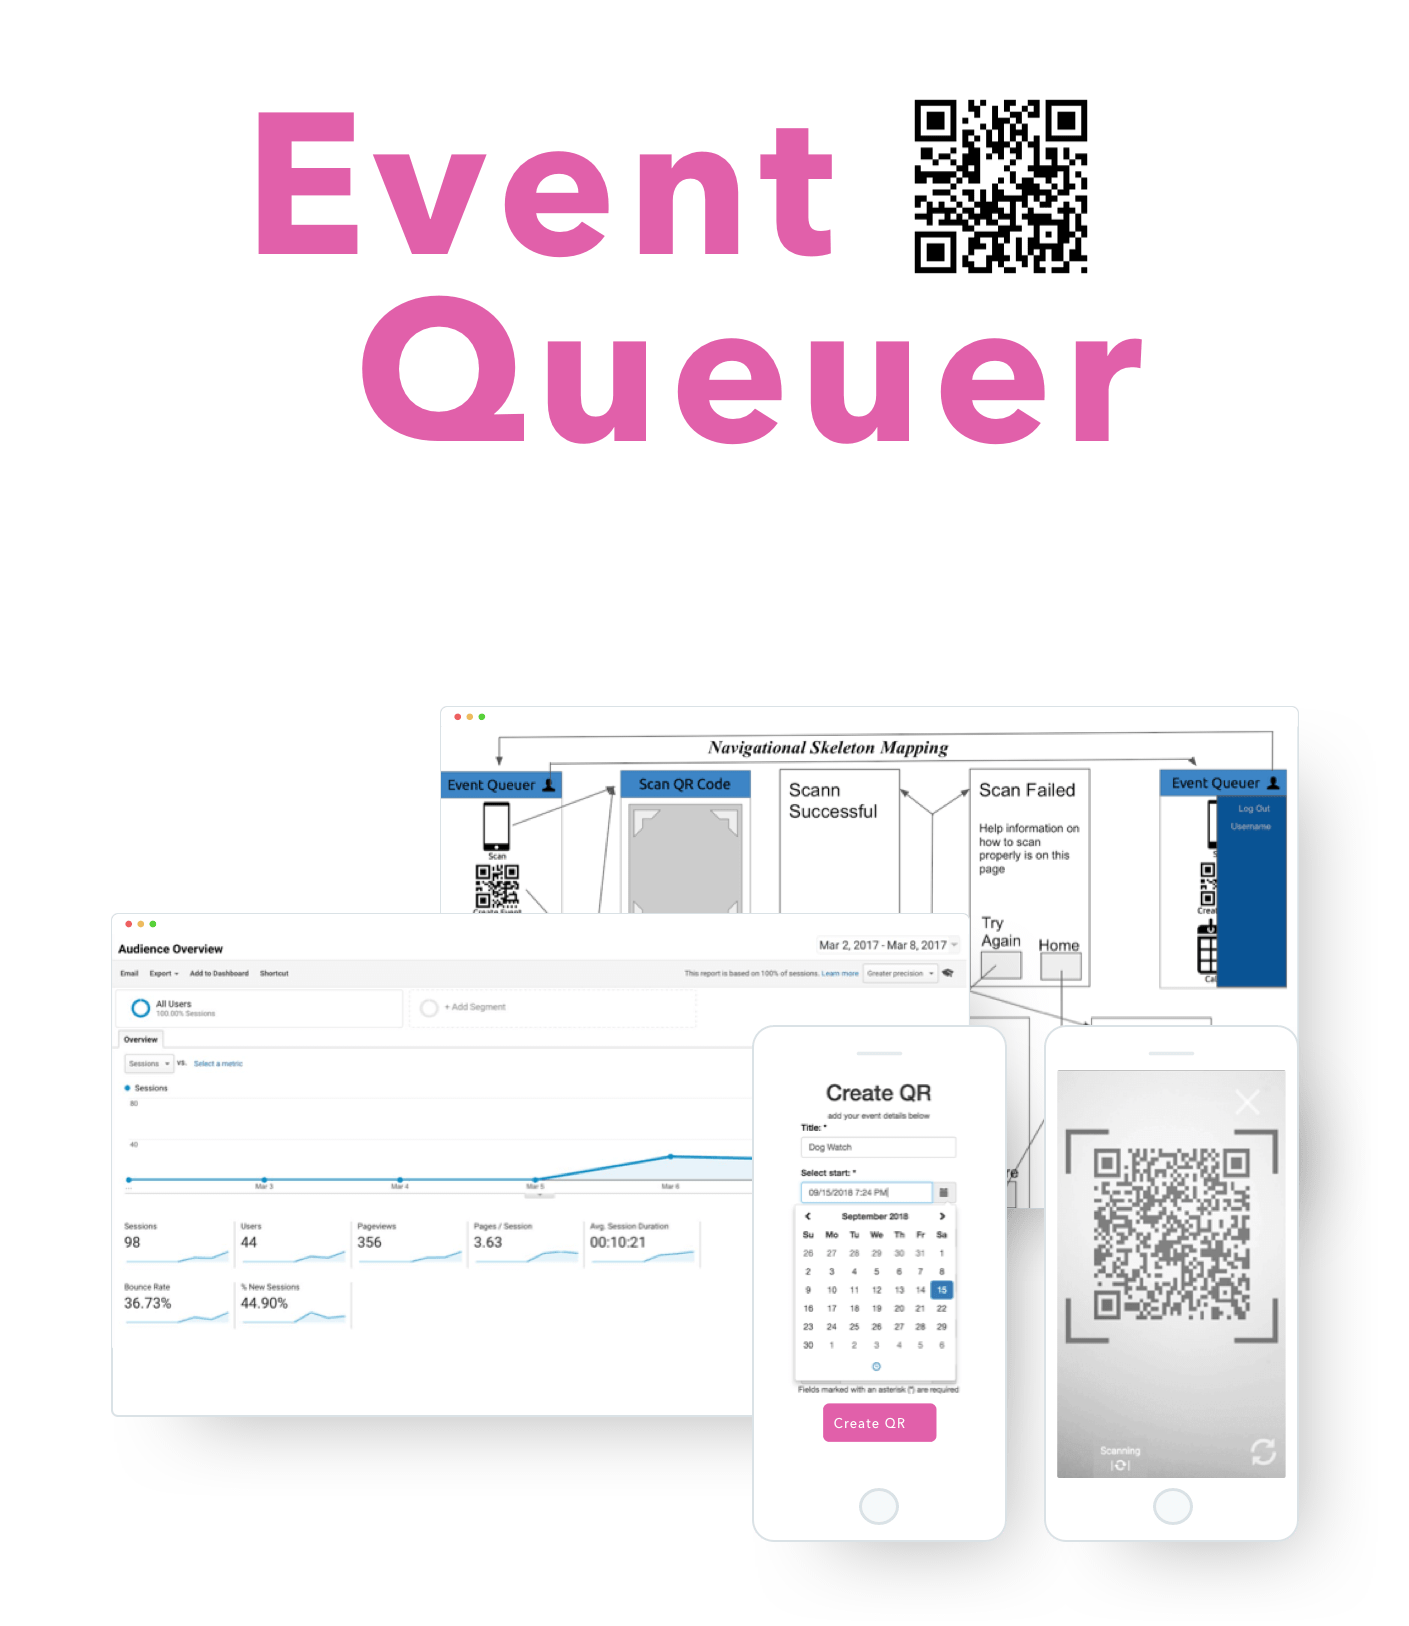 Event
Queuer
Navigational Skeleton Mapping
Event Queuer
Scan
Create Event
Scan QR Code
Scann
Successful
Scan Failed
Help information on
how to scan
properly is on this
page
Try
Again
Home
Event Queuer
Log Out
Username
Audience Overview
Mar 2, 2017 - Mar 8, 2017
Email Export Add to Dashboard Shortcut
This report is based on 100% of sessions. Learn more Greater precision
All Users
100.00% Sessions
+ Add Segment
Overview
Sessions VS. Select a metric
Sessions
80
40
... Mar 3 Mar 4 Mar 5 Mar 6
Sessions Users Pageviews Pages / Session Avg. Session Duration
98 44 356 3.63 00:10:21
Bounce Rate % New Sessions
36.73% 44.90%
Create QR
add your event details below
Title: *
Dog Watch
Select start: *
09/15/2018 7:24 PM
September 2018
Su Mo Tu We Th Fr Sa
26 27 28 29 30 31 1
2 3 4 5 6 7 8
9 10 11 12 13 14 15
16 17 18 19 20 21 22
23 24 25 26 27 28 29
30 1 2 3 4 5 6
Fields marked with an asterisk (*) are required
Create QR
Scanning